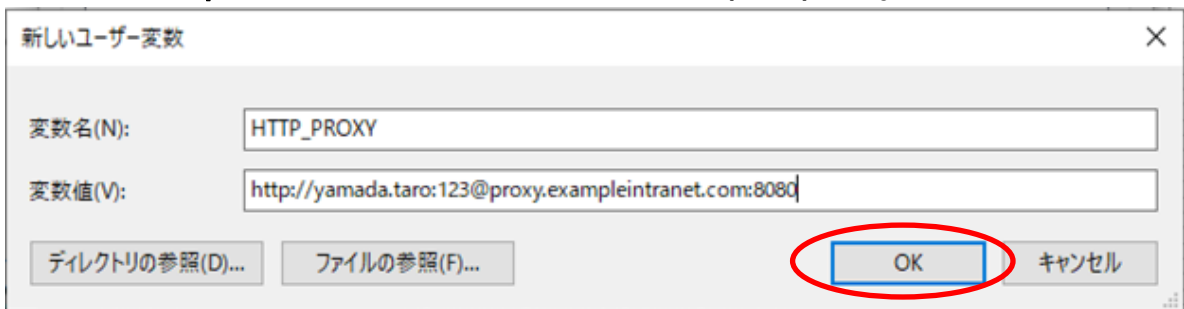 新しいユーザー変数
変数名(N): HTTP_PROXY
変数値(V): http://yamada.taro:123@proxy.exampleintranet.com:8080
ディレクトリの参照(D)... ファイルの参照(F)... OK キャンセル